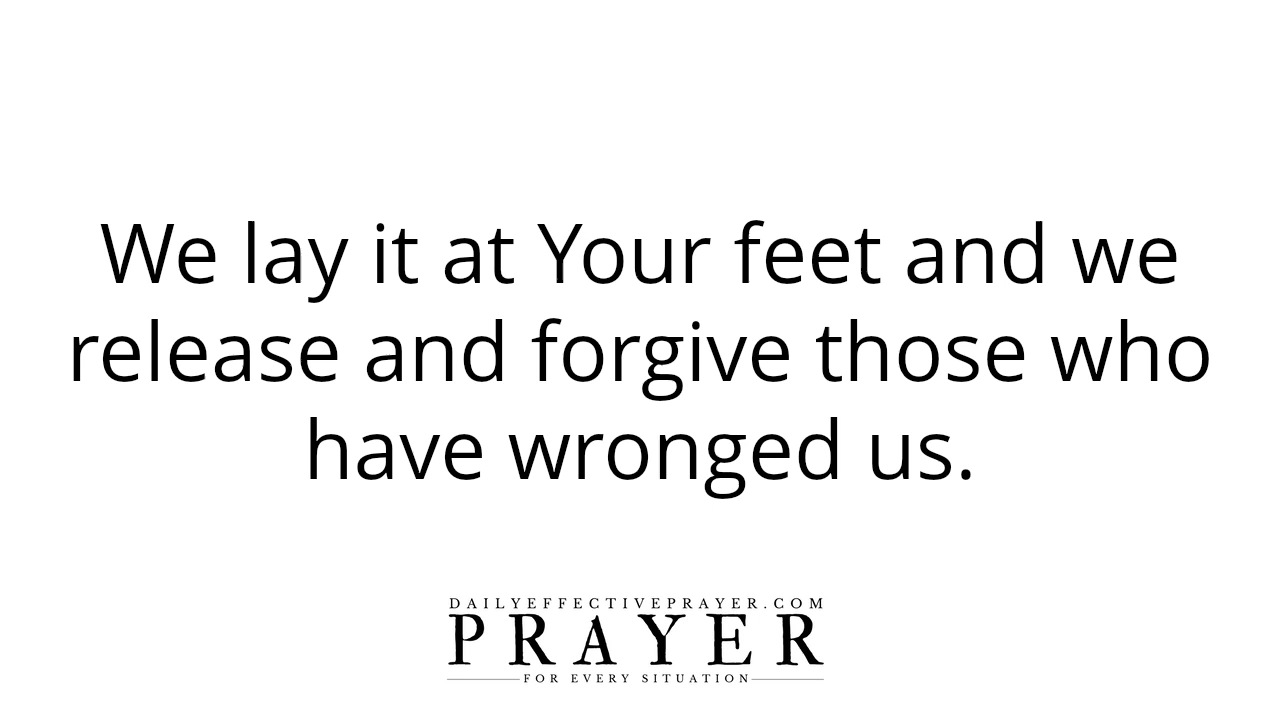 We lay it at Your feet and we
release and forgive those who
have wronged us.
DAILYEFFECTIVEPRAYER.COM
PRAYER
FOR EVERY SITUATION